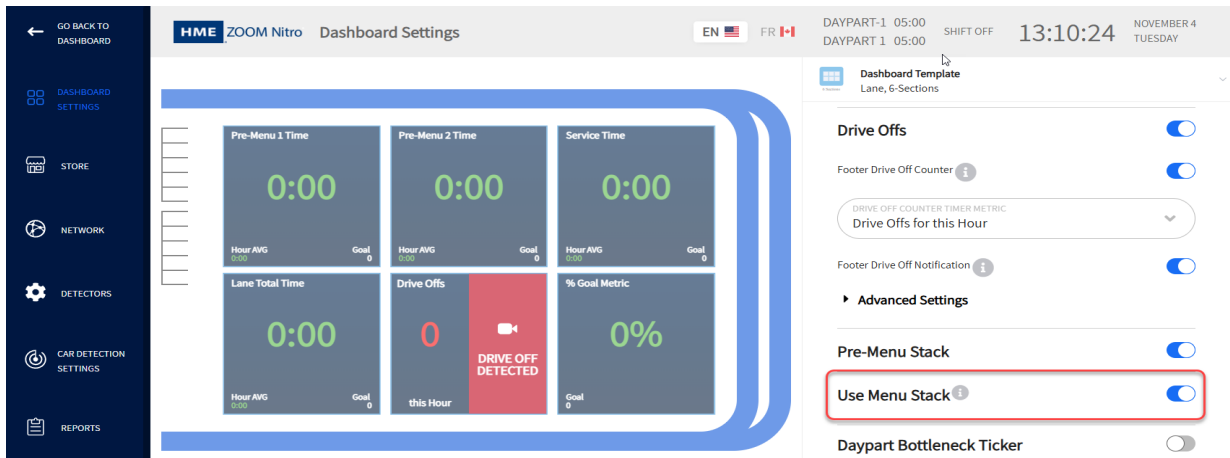 GO BACK TO
DASHBOARD
HME ZOOM Nitro Dashboard Settings
EN FR
DAYPART-1 05:00
DAYPART 1 05:00
SHIFT OFF
13:10:24
NOVEMBER 4
TUESDAY
DASHBOARD
SETTINGS
STORE
NETWORK
DETECTORS
CAR DETECTION
SETTINGS
REPORTS
Pre-Menu 1 Time
0:00
Hour AVG Goal
0:00 0
Pre-Menu 2 Time
0:00
Hour AVG Goal
0:00 0
Service Time
0:00
Hour AVG Goal
0:00 0
Lane Total Time
0:00
Hour AVG Goal
0:00 0
Drive Offs
0
this Hour
DRIVE OFF
DETECTED
% Goal Metric
0%
Goal
0
Dashboard Template
Lane, 6-Sections
Drive Offs
Footer Drive Off Counter i
DRIVE OFF COUNTER TIMER METRIC
Drive Offs for this Hour
Footer Drive Off Notification i
Advanced Settings
Pre-Menu Stack
Use Menu Stack i
Daypart Bottleneck Ticker